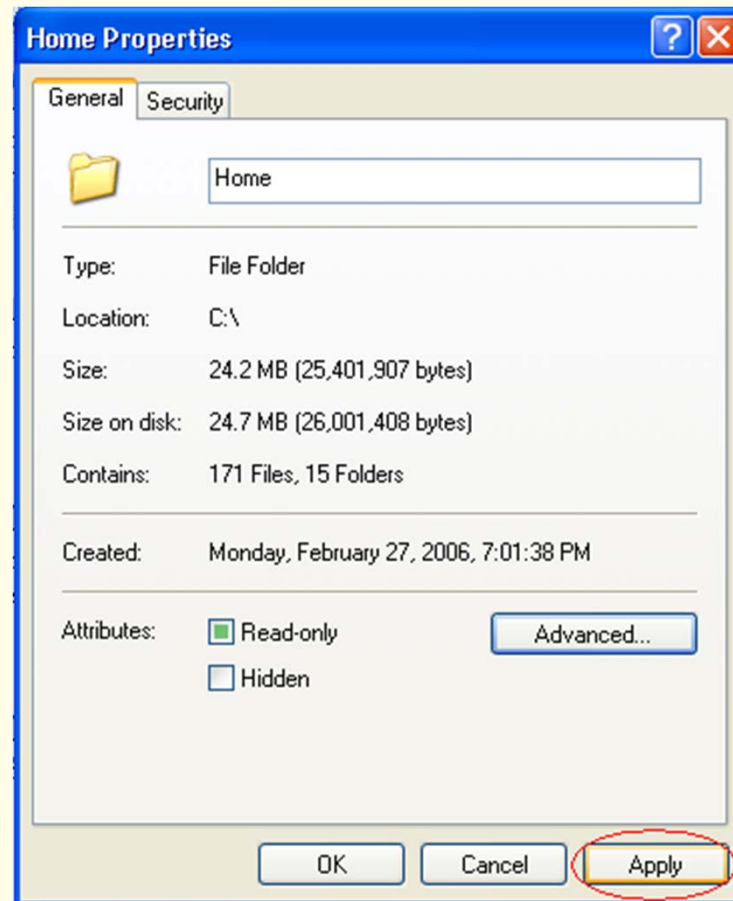 Home Properties
General Security
Home
Type: File Folder
Location: C:\
Size: 24.2 MB (25,401,907 bytes)
Size on disk: 24.7 MB (26,001,408 bytes)
Contains: 171 Files, 15 Folders
Created: Monday, February 27, 2006, 7:01:38 PM
Attributes: Read-only Advanced...
Hidden
OK Cancel Apply